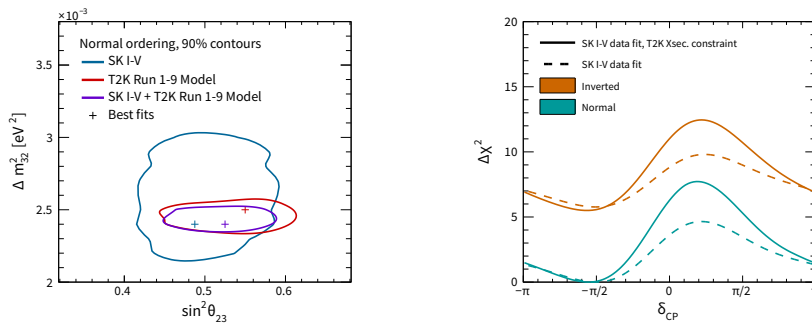 ×10⁻³
Normal ordering, 90% contours
SK I-V
T2K Run 1-9 Model
SK I-V + T2K Run 1-9 Model
Best fits
3.5
3
2.5
2
Δ m²₃₂ [eV²]
0.4
0.5
0.6
sin²θ₂₃
20
15
10
5
0
Δχ²
SK I-V data fit, T2K Xsec. constraint
SK I-V data fit
Inverted
Normal
−π
−π/2
0
π/2
δ_CP